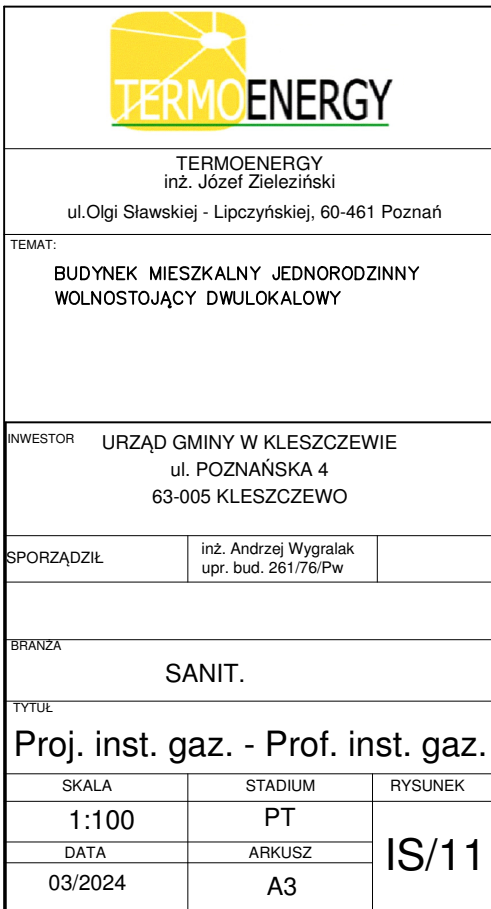 TERMOENERGY
TERMOENERGY
inż. Józef Zieleziński
ul.Olgi Sławskiej - Lipczyńskiej, 60-461 Poznań
TEMAT:
BUDYNEK MIESZKALNY JEDNORODZINNY
WOLNOSTOJĄCY DWULOKALOWY
INWESTOR
URZĄD GMINY W KLESZCZEWIE
ul. POZNAŃSKA 4
63-005 KLESZCZEWO
SPORZĄDZIŁ
inż. Andrzej Wygralak
upr. bud. 261/76/Pw
BRANŻA
SANIT.
TYTUŁ
Proj. inst. gaz. - Prof. inst. gaz.
SKALA STADIUM RYSUNEK
1:100 PT
IS/11
DATA ARKUSZ
03/2024 A3